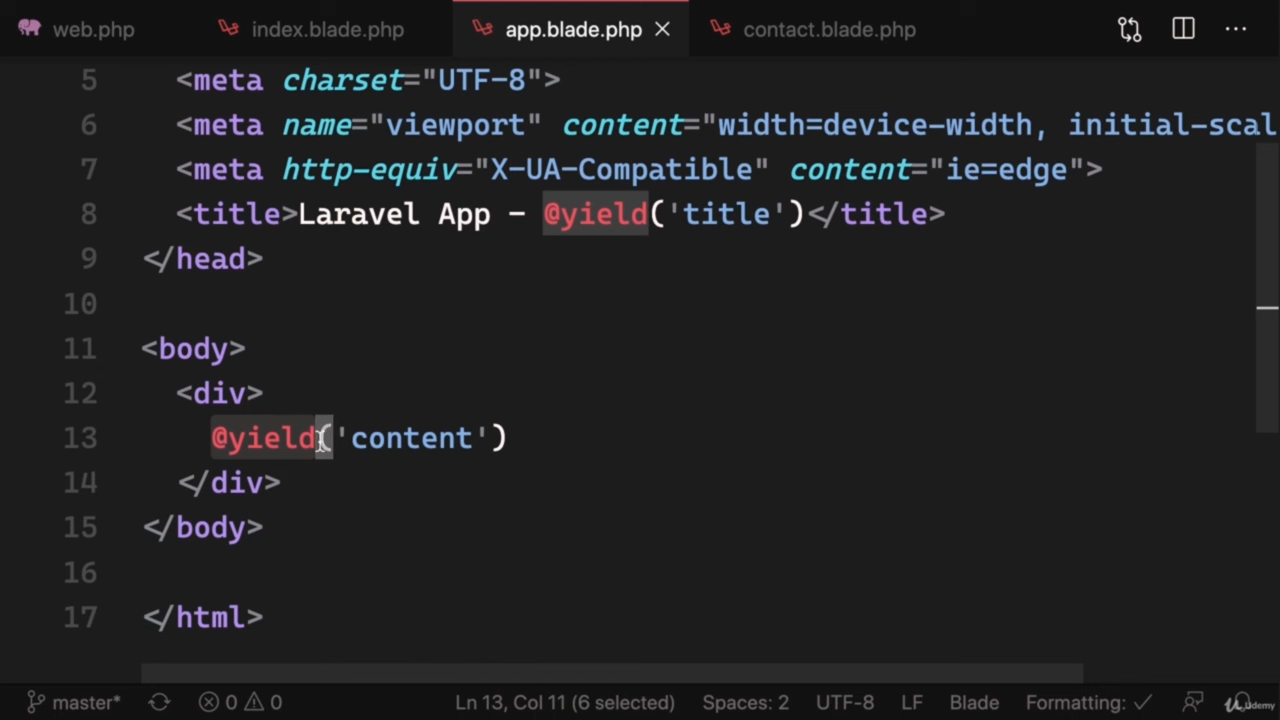 web.php index.blade.php app.blade.php contact.blade.php
5 <meta charset="UTF-8">
6 <meta name="viewport" content="width=device-width, initial-scal
7 <meta http-equiv="X-UA-Compatible" content="ie=edge">
8 <title>Laravel App - @yield('title')</title>
9 </head>
10
11 <body>
12 <div>
13 @yield('content')
14 </div>
15 </body>
16
17 </html>
master* 0 0 Ln 13, Col 11 (6 selected) Spaces: 2 UTF-8 LF Blade Formatting: ✓ Udemy